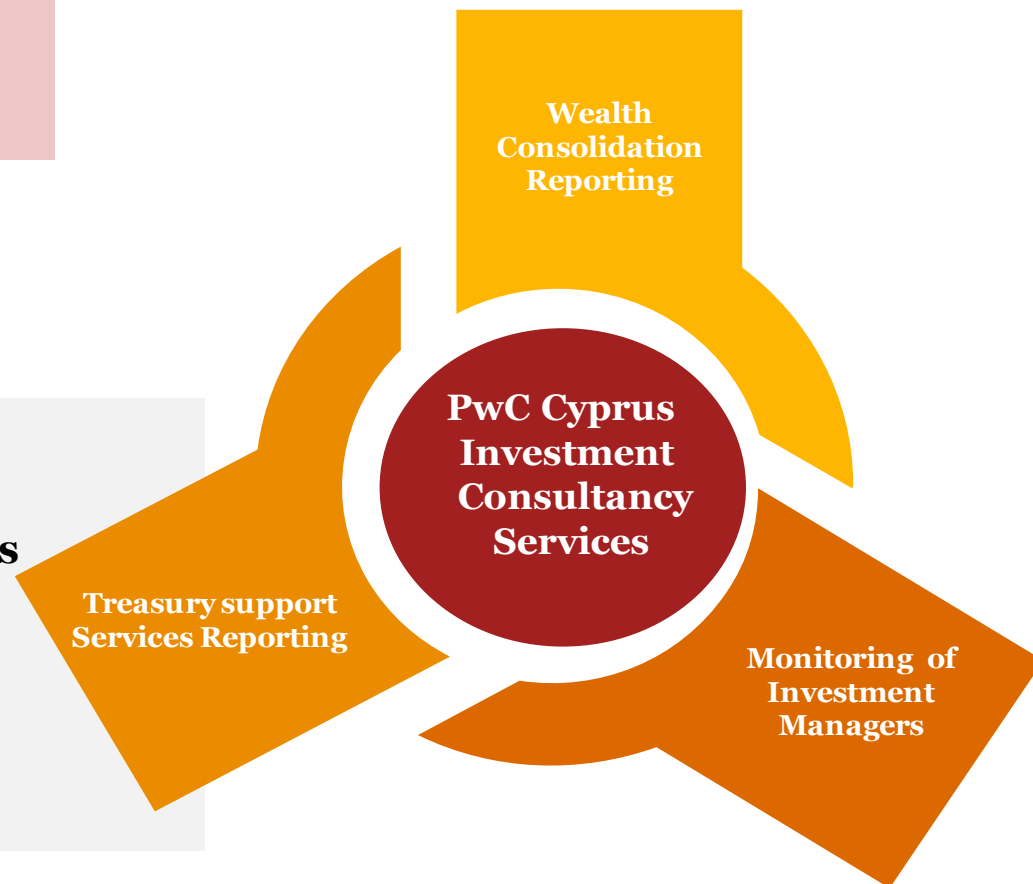 Wealth
Consolidation
Reporting
PwC Cyprus
Investment
Consultancy
Services
s
Treasury support
Services Reporting
Monitoring of
Investment
Managers